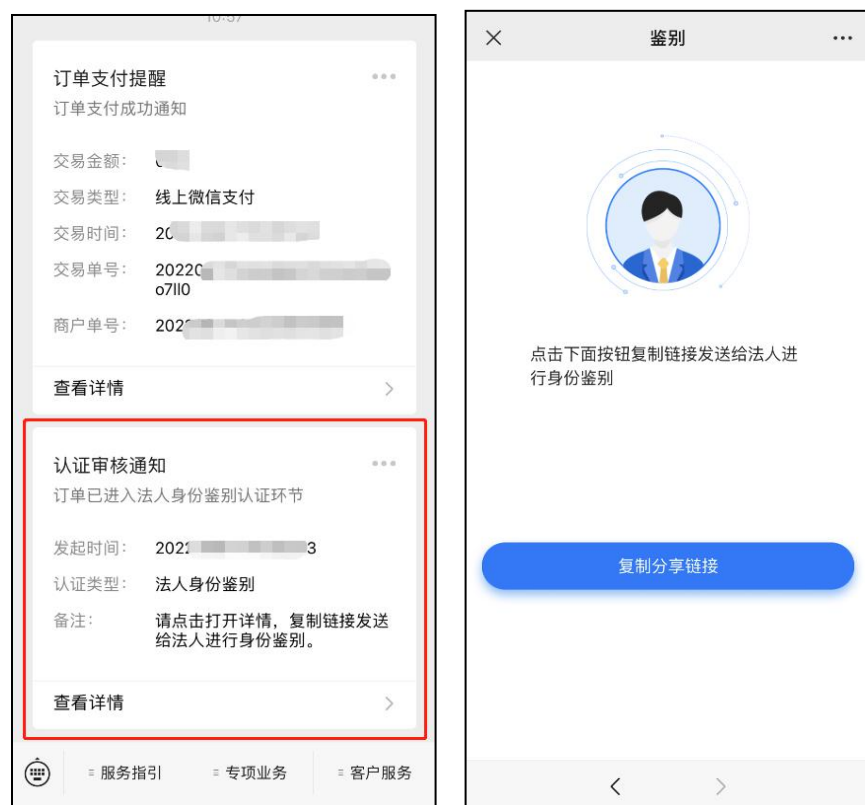 10:57
订单支付提醒
订单支付成功通知
交易金额：
交易类型： 线上微信支付
交易时间： 20
交易单号： 20220
o7ll0
商户单号： 202
查看详情
认证审核通知
订单已进入法人身份鉴别认证环节
发起时间： 202 3
认证类型： 法人身份鉴别
备注： 请点击打开详情，复制链接发送
给法人进行身份鉴别。
查看详情
服务指引 专项业务 客户服务
鉴别
点击下面按钮复制链接发送给法人进
行身份鉴别
复制分享链接